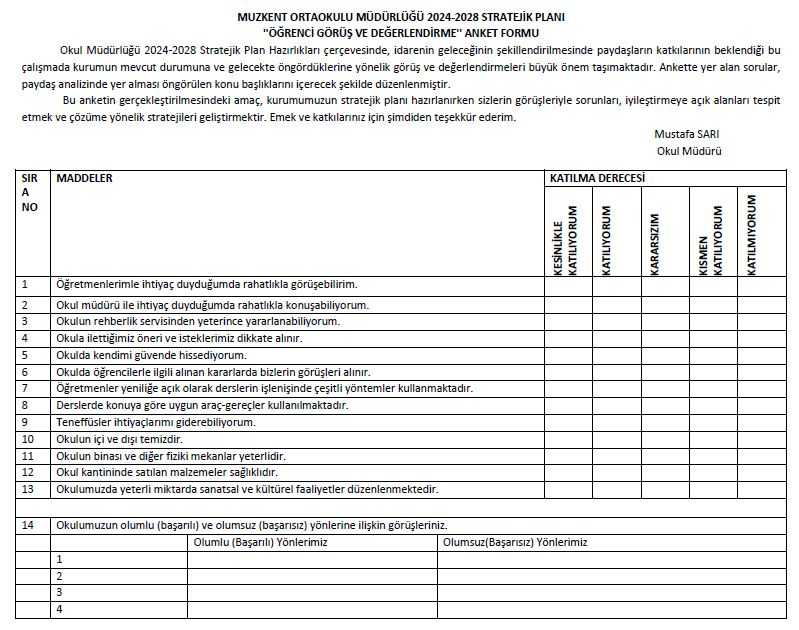 MUZKENT ORTAOKULU MÜDÜRLÜĞÜ 2024-2028 STRATEJİK PLANI
"ÖĞRENCİ GÖRÜŞ VE DEĞERLENDİRME" ANKET FORMU
Okul Müdürlüğü 2024-2028 Stratejik Plan Hazırlıkları çerçevesinde, idarenin geleceğinin şekillendirilmesinde paydaşların katkılarının beklendiği bu
çalışmada kurumun mevcut durumuna ve gelecekte öngördüklerine yönelik görüş ve değerlendirmeleri büyük önem taşımaktadır. Ankette yer alan sorular,
paydaş analizinde yer alması öngörülen konu başlıklarını içerecek şekilde düzenlenmiştir.
Bu anketin gerçekleştirilmesindeki amaç, kurumumuzun stratejik planı hazırlanırken sizlerin görüşleriyle sorunları, iyileştirmeye açık alanları tespit
etmek ve çözüme yönelik stratejileri geliştirmektir. Emek ve katkılarınız için şimdiden teşekkür ederim.
Mustafa SARI
Okul Müdürü
SIR
A
NO
MADDELER
KATILMA DERECESİ
KESİNLİKLE
KATILIYORUM
KATILIYORUM
KARARSIZIM
KISMEN
KATILIYORUM
KATILMIYORUM
1 Öğretmenlerimle ihtiyaç duyduğumda rahatlıkla görüşebilirim.
2 Okul müdürü ile ihtiyaç duyduğumda rahatlıkla konuşabiliyorum.
3 Okulun rehberlik servisinden yeterince yararlanabiliyorum.
4 Okula ilettiğimiz öneri ve isteklerimiz dikkate alınır.
5 Okulda kendimi güvende hissediyorum.
6 Okulda öğrencilerle ilgili alınan kararlarda bizlerin görüşleri alınır.
7 Öğretmenler yeniliğe açık olarak derslerin işlenişinde çeşitli yöntemler kullanmaktadır.
8 Derslerde konuya göre uygun araç-gereçler kullanılmaktadır.
9 Teneffüsler ihtiyaçlarımı giderebiliyorum.
10 Okulun içi ve dışı temizdir.
11 Okulun binası ve diğer fiziki mekanlar yeterlidir.
12 Okul kantininde satılan malzemeler sağlıklıdır.
13 Okulumuzda yeterli miktarda sanatsal ve kültürel faaliyetler düzenlenmektedir.
14 Okulumuzun olumlu (başarılı) ve olumsuz (başarısız) yönlerine ilişkin görüşleriniz.
Olumlu (Başarılı) Yönlerimiz Olumsuz(Başarısız) Yönlerimiz
1
2
3
4